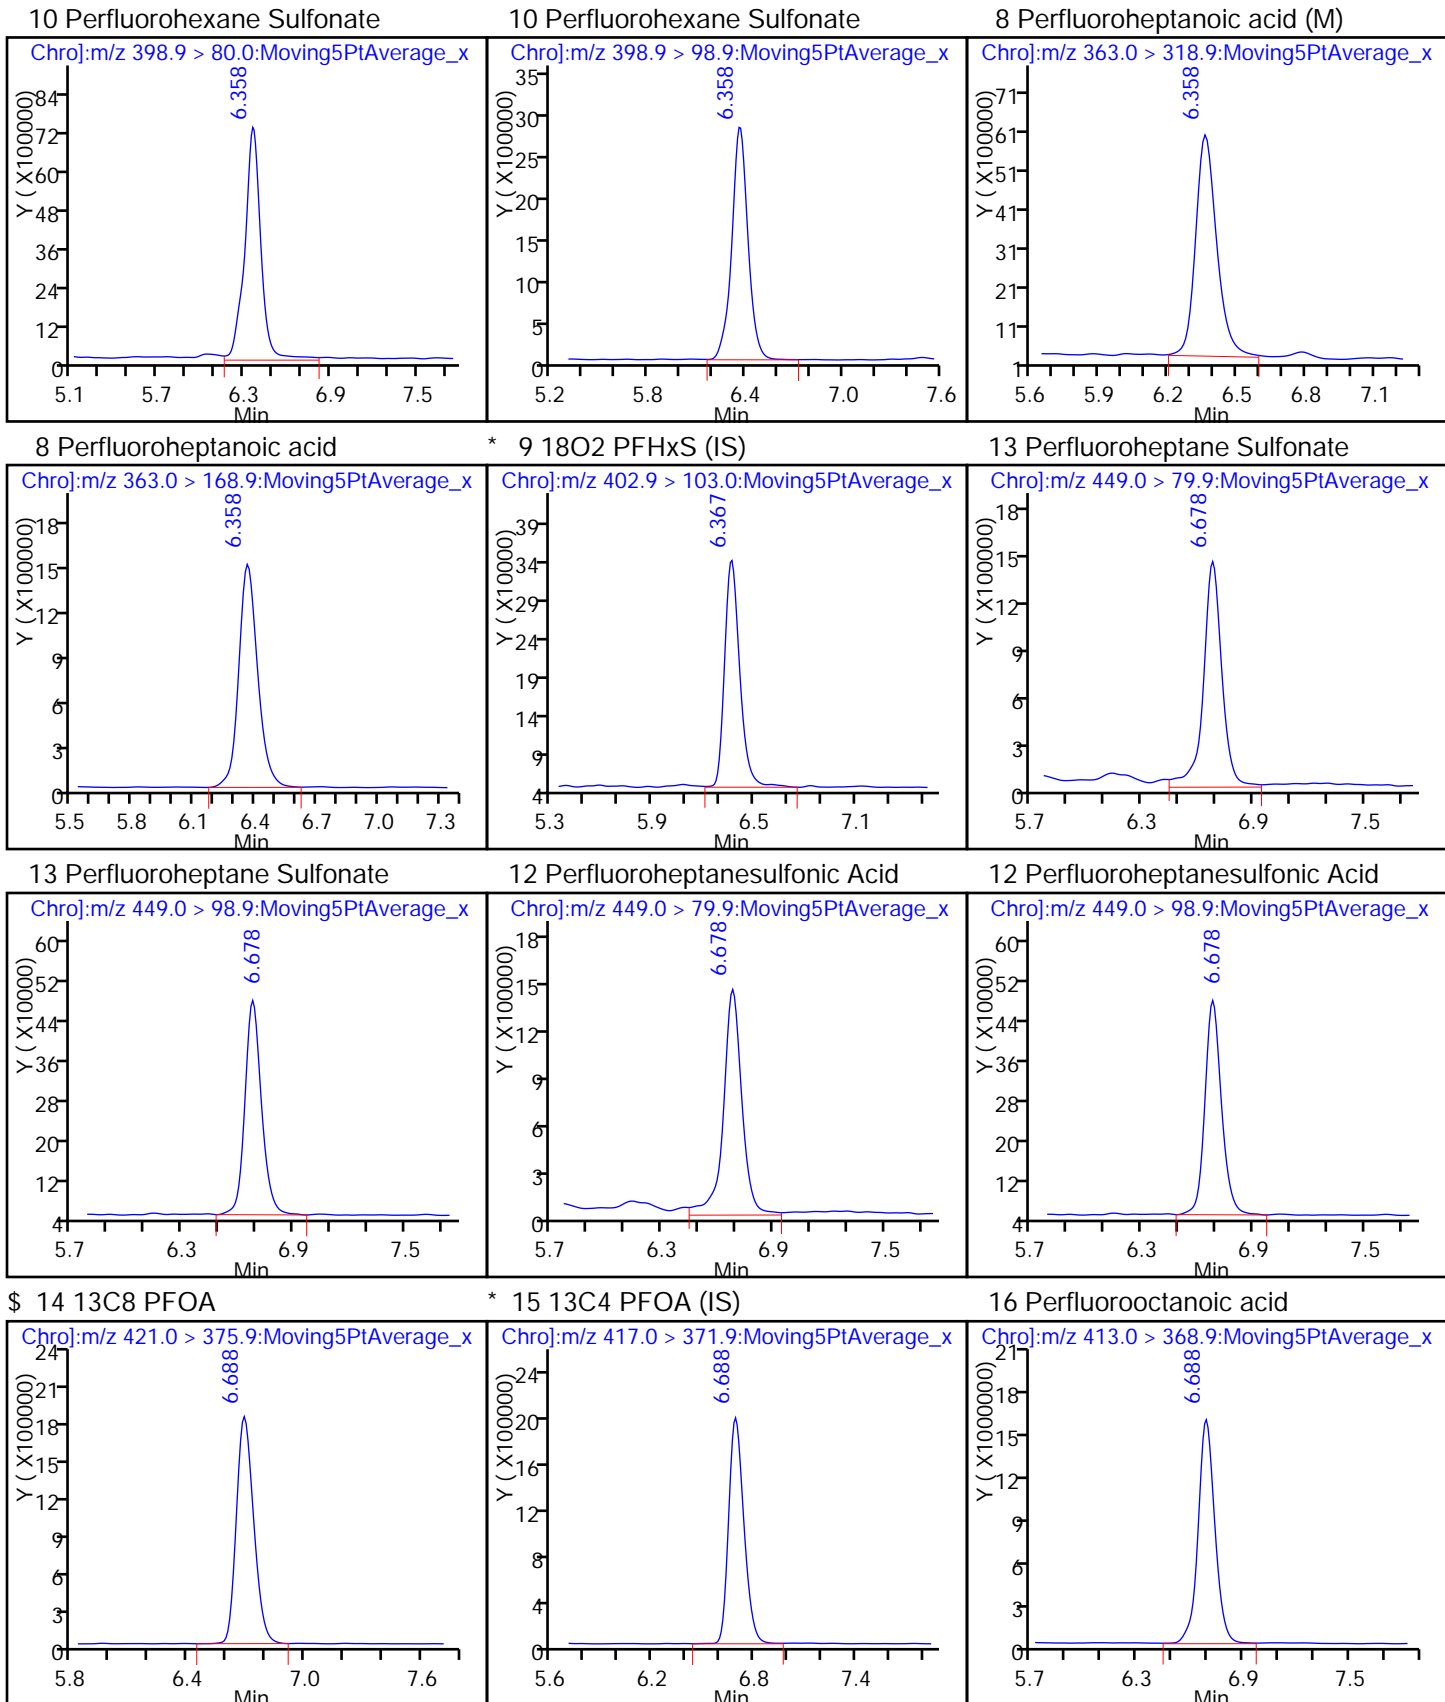 10 Perfluorohexane Sulfonate
Chro]:m/z 398.9 > 80.0:Moving5PtAverage_x
6.358
Y ( X100000)
84
72
60
48
36
24
12
0
5.1 5.7 6.3 6.9 7.5
Min
10 Perfluorohexane Sulfonate
Chro]:m/z 398.9 > 98.9:Moving5PtAverage_x
6.358
Y ( X100000)
35
30
25
20
15
10
5
0
5.2 5.8 6.4 7.0 7.6
Min
8 Perfluoroheptanoic acid (M)
Chro]:m/z 363.0 > 318.9:Moving5PtAverage_x
6.358
Y ( X100000)
71
61
51
41
31
21
11
1
5.6 5.9 6.2 6.5 6.8 7.1
Min
8 Perfluoroheptanoic acid
Chro]:m/z 363.0 > 168.9:Moving5PtAverage_x
6.358
Y ( X100000)
18
15
12
9
6
3
0
5.5 5.8 6.1 6.4 6.7 7.0 7.3
Min
* 9 18O2 PFHxS (IS)
Chro]:m/z 402.9 > 103.0:Moving5PtAverage_x
6.367
Y ( X100000)
39
34
29
24
19
14
9
4
5.3 5.9 6.5 7.1
Min
13 Perfluoroheptane Sulfonate
Chro]:m/z 449.0 > 79.9:Moving5PtAverage_x
6.678
Y ( X100000)
18
15
12
9
6
3
0
5.7 6.3 6.9 7.5
Min
13 Perfluoroheptane Sulfonate
Chro]:m/z 449.0 > 98.9:Moving5PtAverage_x
6.678
Y ( X10000)
60
52
44
36
28
20
12
4
5.7 6.3 6.9 7.5
Min
12 Perfluoroheptanesulfonic Acid
Chro]:m/z 449.0 > 79.9:Moving5PtAverage_x
6.678
Y ( X100000)
18
15
12
9
6
3
0
5.7 6.3 6.9 7.5
Min
12 Perfluoroheptanesulfonic Acid
Chro]:m/z 449.0 > 98.9:Moving5PtAverage_x
6.678
Y ( X10000)
60
52
44
36
28
20
12
4
5.7 6.3 6.9 7.5
Min
$ 14 13C8 PFOA
Chro]:m/z 421.0 > 375.9:Moving5PtAverage_x
6.688
Y ( X1000000)
24
21
18
15
12
9
6
3
0
5.8 6.4 7.0 7.6
Min
* 15 13C4 PFOA (IS)
Chro]:m/z 417.0 > 371.9:Moving5PtAverage_x
6.688
Y ( X1000000)
24
20
16
12
8
4
0
5.6 6.2 6.8 7.4
Min
16 Perfluorooctanoic acid
Chro]:m/z 413.0 > 368.9:Moving5PtAverage_x
6.688
Y ( X1000000)
21
18
15
12
9
6
3
0
5.7 6.3 6.9 7.5
Min